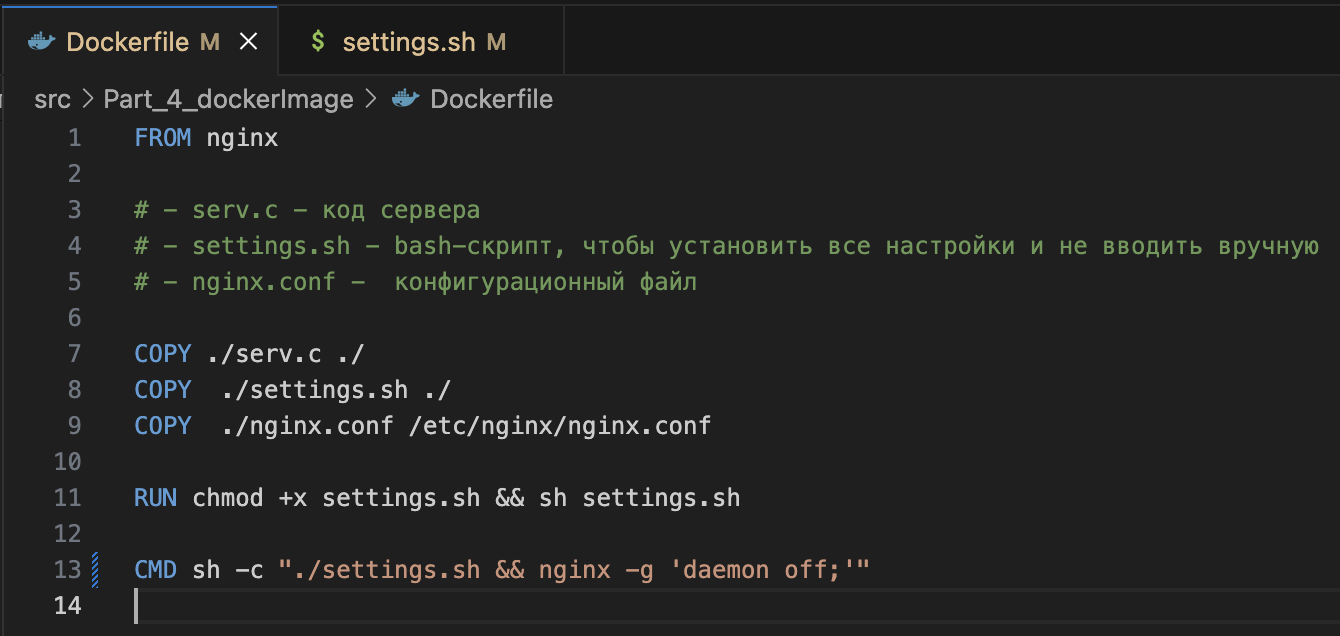 Dockerfile M
$ settings.sh M
src > Part_4_dockerImage > Dockerfile
1 FROM nginx
2
3 # - serv.c - код сервера
4 # - settings.sh - bash-скрипт, чтобы установить все настройки и не вводить вручную
5 # - nginx.conf -  конфигурационный файл
6
7 COPY ./serv.c ./
8 COPY  ./settings.sh ./
9 COPY  ./nginx.conf /etc/nginx/nginx.conf
10
11 RUN chmod +x settings.sh && sh settings.sh
12
13 CMD sh -c "./settings.sh && nginx -g 'daemon off;'"
14